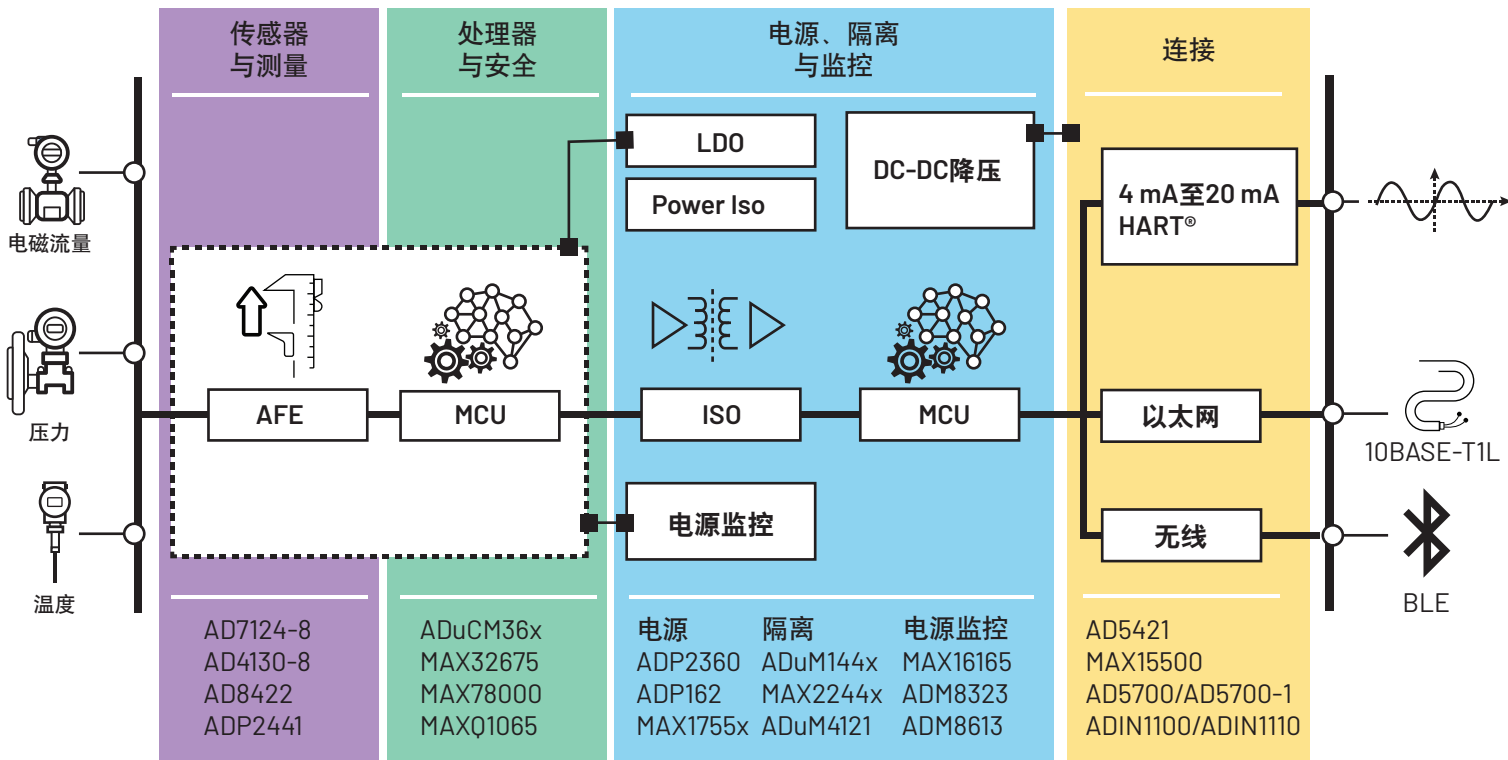 传感器
与测量
处理器
与安全
电源、隔离
与监控
连接
电磁流量
压力
温度
LDO
Power Iso
DC-DC降压
AFE
MCU
ISO
MCU
电源监控
4 mA至20 mA
HART®
以太网
无线
10BASE-T1L
BLE
AD7124-8
AD4130-8
AD8422
ADP2441
ADuCM36x
MAX32675
MAX78000
MAXQ1065
电源
ADP2360
ADP162
MAX1755x
隔离
ADuM144x
MAX2244x
ADuM4121
电源监控
MAX16165
ADM8323
ADM8613
AD5421
MAX15500
AD5700/AD5700-1
ADIN1100/ADIN1110